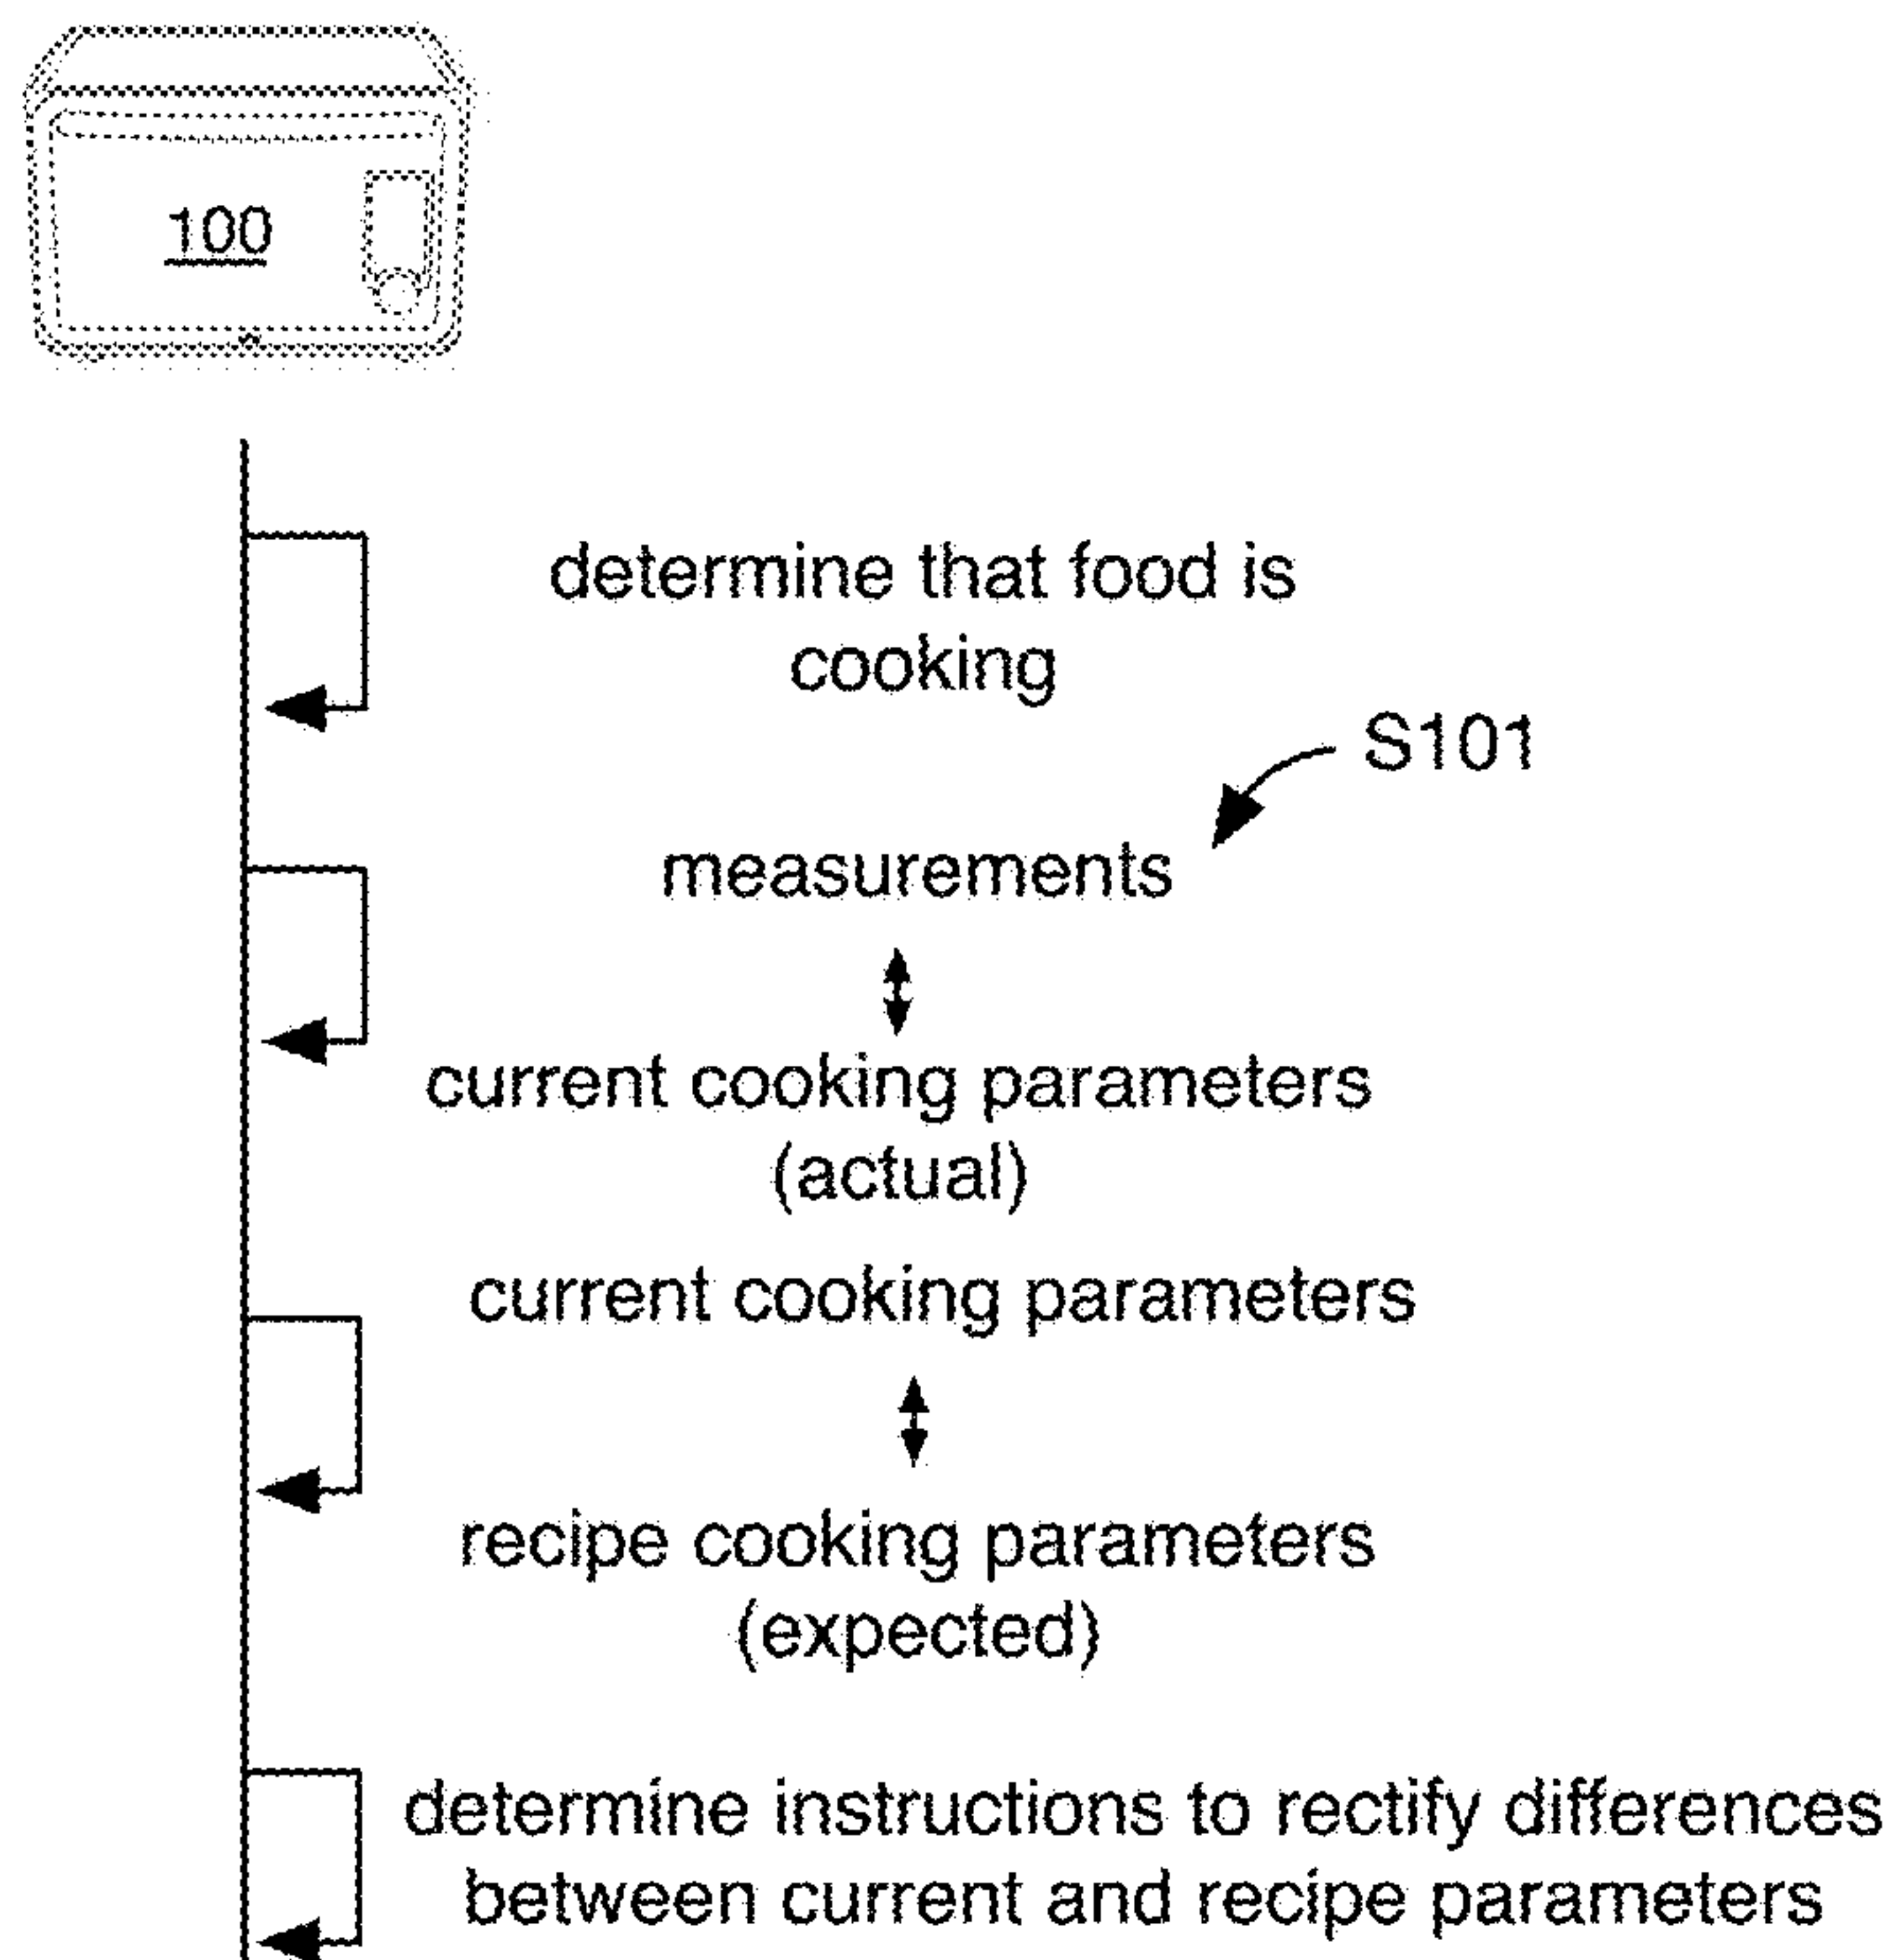 100
determine that food is
cooking
S101
measurements
current cooking parameters
(actual)
current cooking parameters
recipe cooking parameters
(expected)
determine instructions to rectify differences
between current and recipe parameters